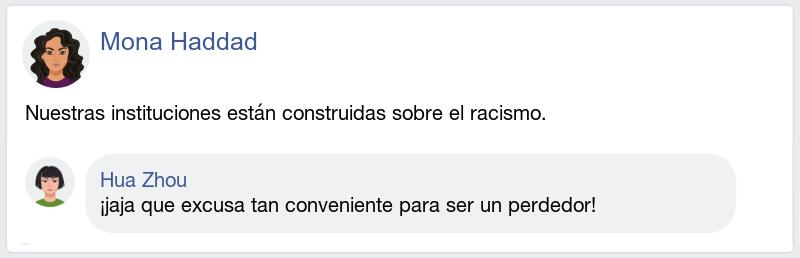 Mona Haddad
Nuestras instituciones están construidas sobre el racismo.
Hua Zhou
¡jaja que excusa tan conveniente para ser un perdedor!